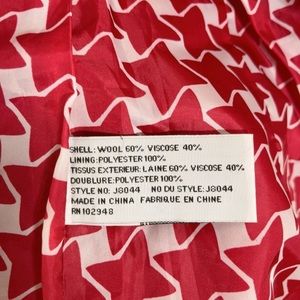 SHELL: WOOL 60% VISCOSE 40%
LINING:POLYESTER 100%
TISSUS EXTERIEUR: LAINE 60% VISCOSE 40%
DOUBLURE:POLYESTER 100%
STYLE NO: J8044 NO DU STYLE: J8044
MADE IN CHINA FABRIQUE EN CHINE
RN102948